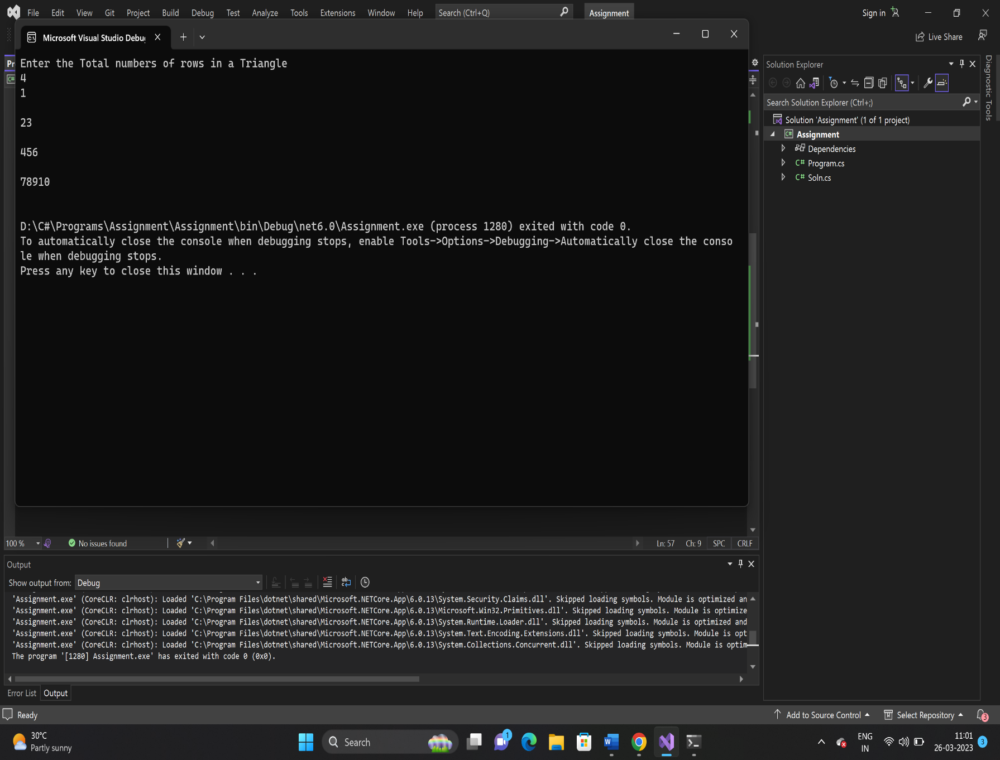 File Edit View Git Project Build Debug Test Analyze Tools Extensions Window Help Search (Ctrl+Q) Assignment Sign in
Microsoft Visual Studio Debu
Live Share
Pr
Enter the Total numbers of rows in a Triangle
4
1
23
456
78910
D:\C#\Programs\Assignment\Assignment\bin\Debug\net6.0\Assignment.exe (process 1280) exited with code 0.
To automatically close the console when debugging stops, enable Tools->Options->Debugging->Automatically close the conso
le when debugging stops.
Press any key to close this window . . .
Solution Explorer
Search Solution Explorer (Ctrl+;)
Solution 'Assignment' (1 of 1 project)
C# Assignment
Dependencies
C# Program.cs
C# Soln.cs
Diagnostic Tools
100 % No issues found Ln: 57 Ch: 9 SPC CRLF
Output
Show output from: Debug
'Assignment.exe' (CoreCLR: clrhost): Loaded 'C:\Program Files\dotnet\shared\Microsoft.NETCore.App\6.0.13\System.Security.Claims.dll'. Skipped loading symbols. Module is optimized an
'Assignment.exe' (CoreCLR: clrhost): Loaded 'C:\Program Files\dotnet\shared\Microsoft.NETCore.App\6.0.13\Microsoft.Win32.Primitives.dll'. Skipped loading symbols. Module is optimize
'Assignment.exe' (CoreCLR: clrhost): Loaded 'C:\Program Files\dotnet\shared\Microsoft.NETCore.App\6.0.13\System.Runtime.Loader.dll'. Skipped loading symbols. Module is optimized and
'Assignment.exe' (CoreCLR: clrhost): Loaded 'C:\Program Files\dotnet\shared\Microsoft.NETCore.App\6.0.13\System.Text.Encoding.Extensions.dll'. Skipped loading symbols. Module is opt
'Assignment.exe' (CoreCLR: clrhost): Loaded 'C:\Program Files\dotnet\shared\Microsoft.NETCore.App\6.0.13\System.Collections.Concurrent.dll'. Skipped loading symbols. Module is optim
The program '[1280] Assignment.exe' has exited with code 0 (0x0).
Error List Output
Ready Add to Source Control Select Repository 3
30°C
Partly sunny
Search
1
ENG
IN
11:01
26-03-2023
3